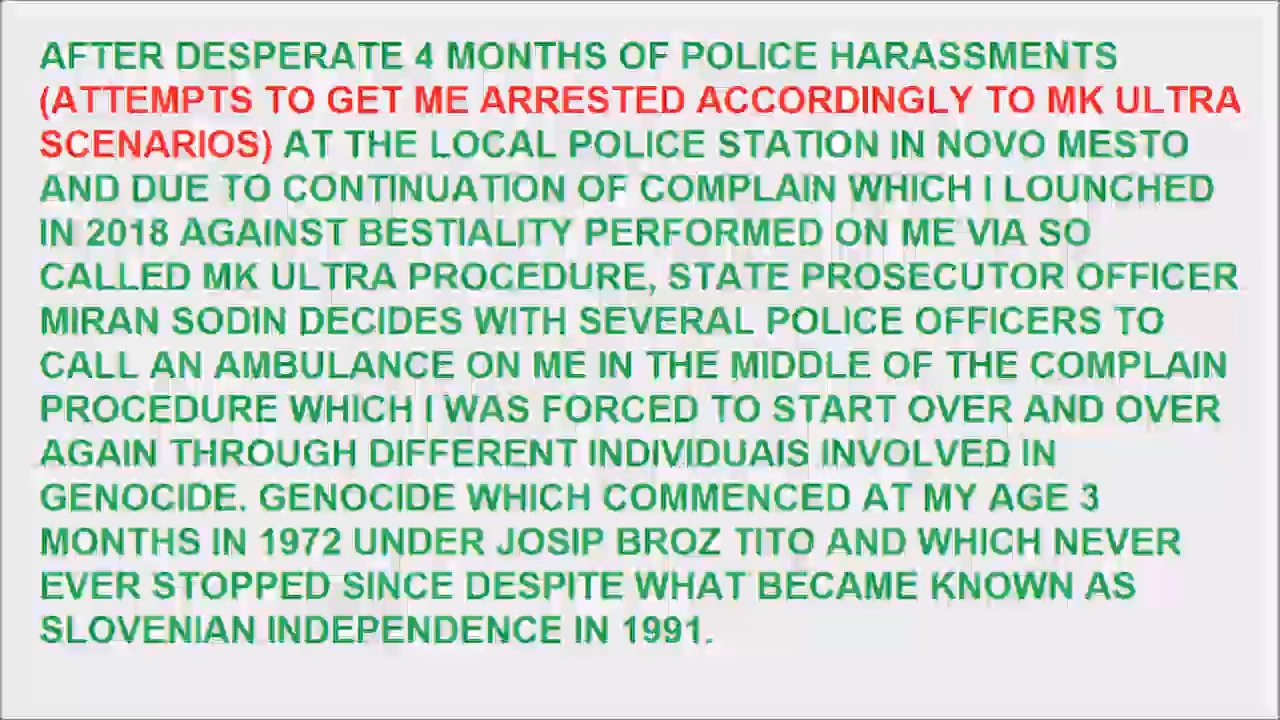 AFTER DESPERATE 4 MONTHS OF POLICE HARASSMENTS
(ATTEMPTS TO GET ME ARRESTED ACCORDINGLY TO MK ULTRA
SCENARIOS) AT THE LOCAL POLICE STATION IN NOVO MESTO
AND DUE TO CONTINUATION OF COMPLAIN WHICH I LOUNCHED
IN 2018 AGAINST BESTIALITY PERFORMED ON ME VIA SO
CALLED MK ULTRA PROCEDURE, STATE PROSECUTOR OFFICER
MIRAN SODIN DECIDES WITH SEVERAL POLICE OFFICERS TO
CALL AN AMBULANCE ON ME IN THE MIDDLE OF THE COMPLAIN
PROCEDURE WHICH I WAS FORCED TO START OVER AND OVER
AGAIN THROUGH DIFFERENT INDIVIDUAlS INVOLVED IN
GENOCIDE. GENOCIDE WHICH COMMENCED AT MY AGE 3
MONTHS IN 1972 UNDER JOSIP BROZ TITO AND WHICH NEVER
EVER STOPPED SINCE DESPITE WHAT BECAME KNOWN AS
SLOVENIAN INDEPENDENCE IN 1991.